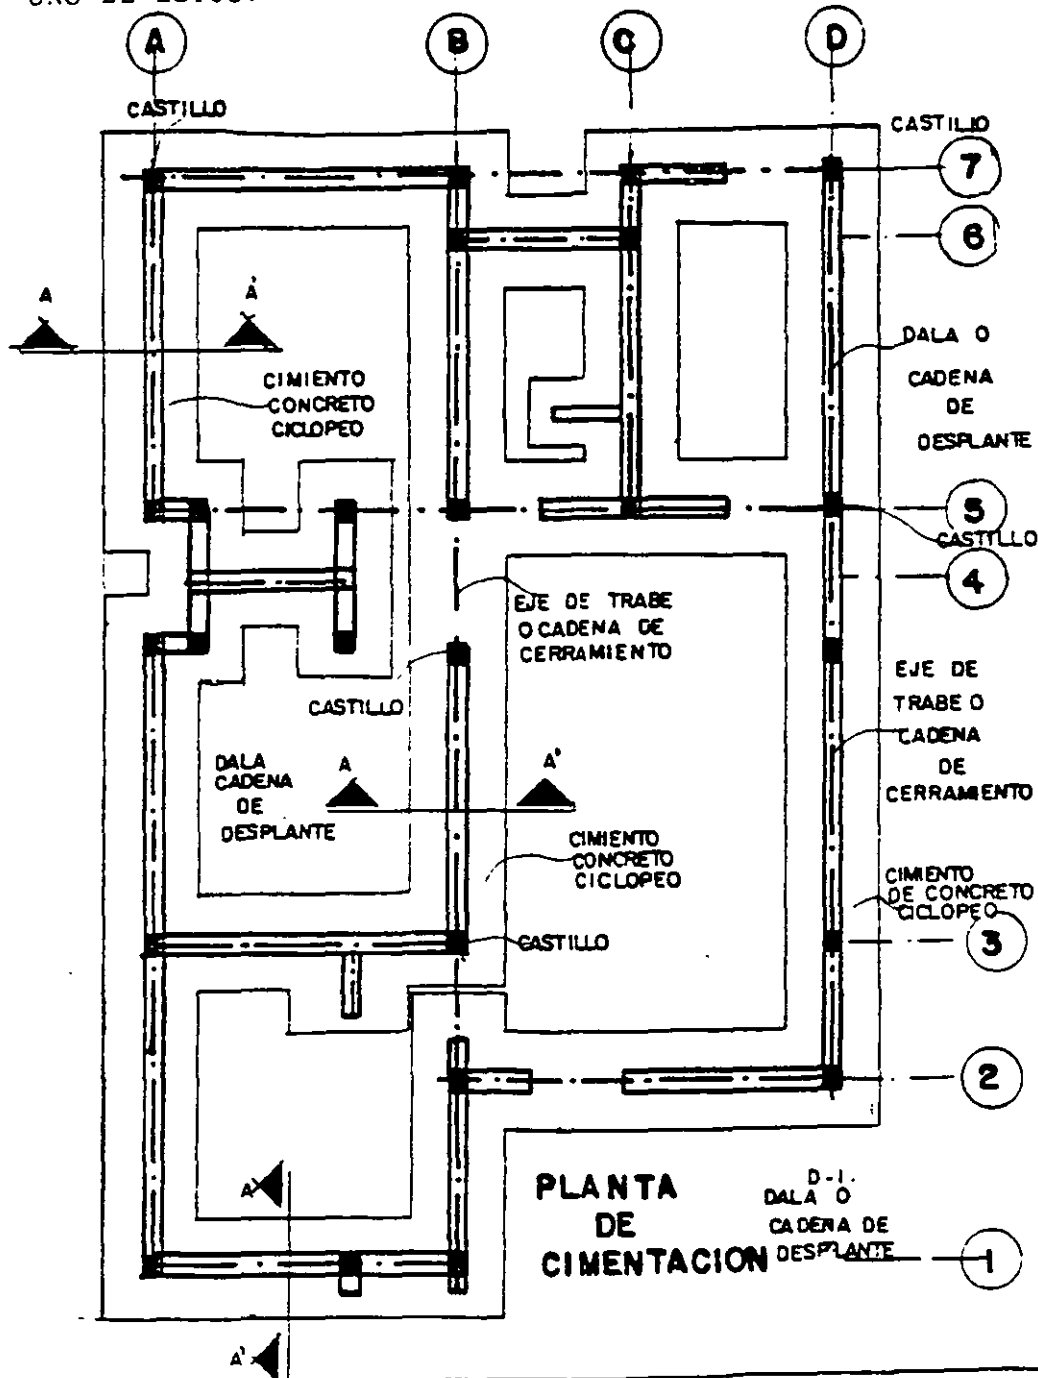 A
B
C
D
CASTILLO
CASTILLO
7
6
A
A'
DALA O
CADENA
DE
DESPLANTE
CIMIENTO
CONCRETO
CICLOPEO
5
CASTILLO
4
EJE DE TRABE
O CADENA DE
CERRAMIENTO
CASTILLO
EJE DE
TRABE O
CADENA
DE
CERRAMIENTO
DALA
CADENA
DE
DESPLANTE
A
A'
CIMIENTO
CONCRETO
CICLOPEO
CIMIENTO
DE CONCRETO
CICLOPEO
CASTILLO
3
2
A
PLANTA
DE
CIMENTACION
D-1.
DALA O
CADENA DE
DESPLANTE
1
A'